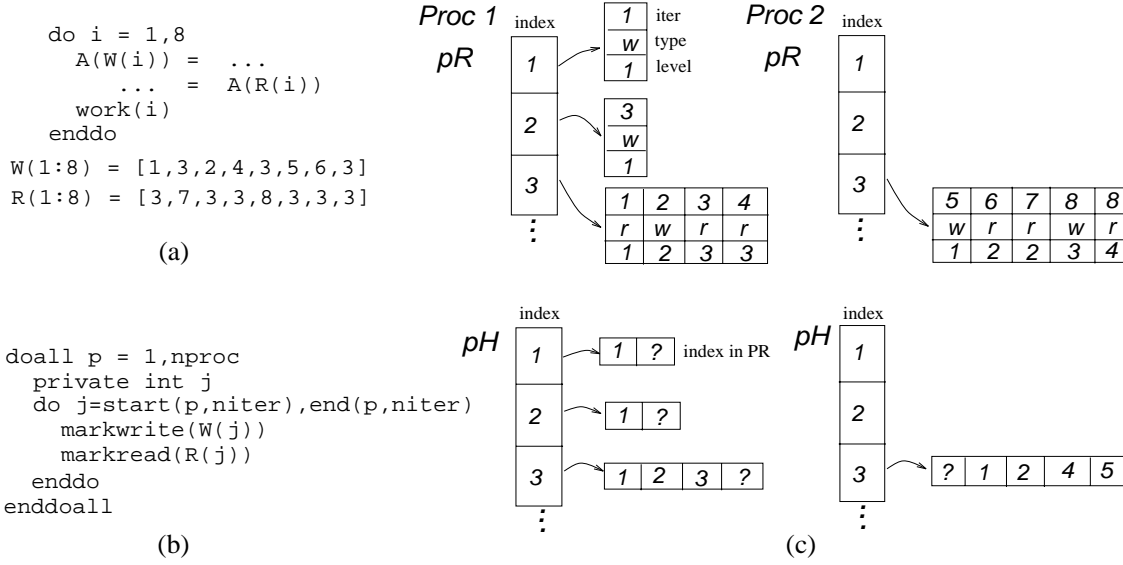 do i = 1,8
A(W(i)) = ...
... = A(R(i))
work(i)
enddo
W(1:8) = [1,3,2,4,3,5,6,3]
R(1:8) = [3,7,3,3,8,3,3,3]
(a)
doall p = 1,nproc
private int j
do j=start(p,niter),end(p,niter)
markwrite(W(j))
markread(R(j))
enddo
enddoall
(b)
Proc 1
pR
index
1
2
3
⋮
1 iter
w type
1 level
3
w
1
1 2 3 4
r w r r
1 2 3 3
Proc 2
pR
index
1
2
3
⋮
5 6 7 8 8
w r r w r
1 2 2 3 4
pH
index
1
2
3
⋮
1 ? index in PR
1 ?
1 2 3 ?
pH
index
1
2
3
⋮
? 1 2 4 5
(c)